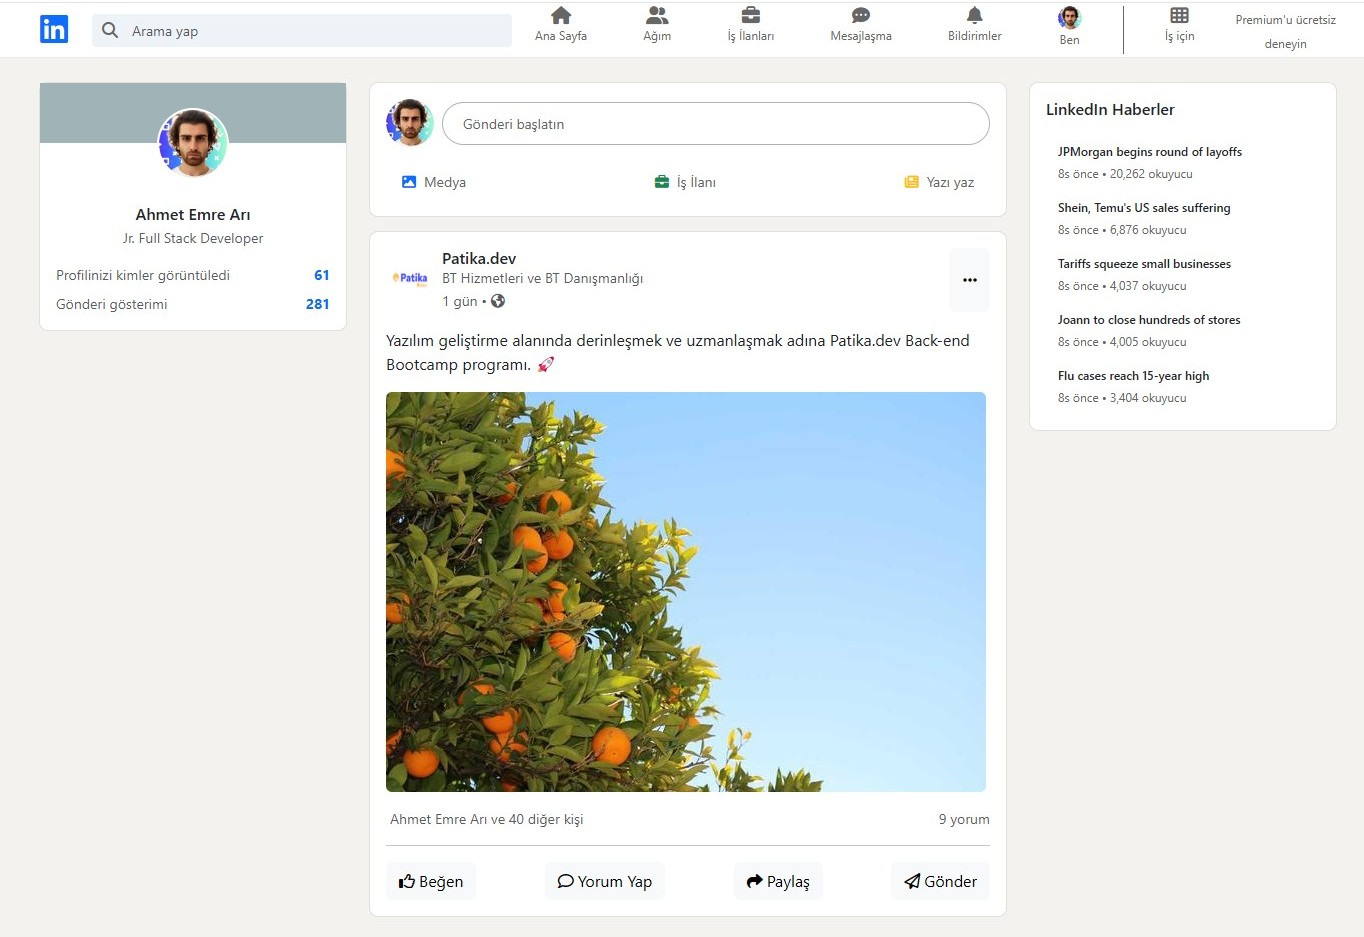 in
Arama yap
Ana Sayfa
Ağım
İş İlanları
Mesajlaşma
Bildirimler
Ben
İş için
Premium'u ücretsiz
deneyin
Ahmet Emre Arı
Jr. Full Stack Developer
Profilinizi kimler görüntüledi 61
Gönderi gösterimi 281
Gönderi başlatın
Medya
İş İlanı
Yazı yaz
Patika
Patika.dev
BT Hizmetleri ve BT Danışmanlığı
1 gün •
Yazılım geliştirme alanında derinleşmek ve uzmanlaşmak adına Patika.dev Back-end
Bootcamp programı. 🚀
Ahmet Emre Arı ve 40 diğer kişi
9 yorum
Beğen
Yorum Yap
Paylaş
Gönder
LinkedIn Haberler
JPMorgan begins round of layoffs
8s önce • 20,262 okuyucu
Shein, Temu's US sales suffering
8s önce • 6,876 okuyucu
Tariffs squeeze small businesses
8s önce • 4,037 okuyucu
Joann to close hundreds of stores
8s önce • 4,005 okuyucu
Flu cases reach 15-year high
8s önce • 3,404 okuyucu